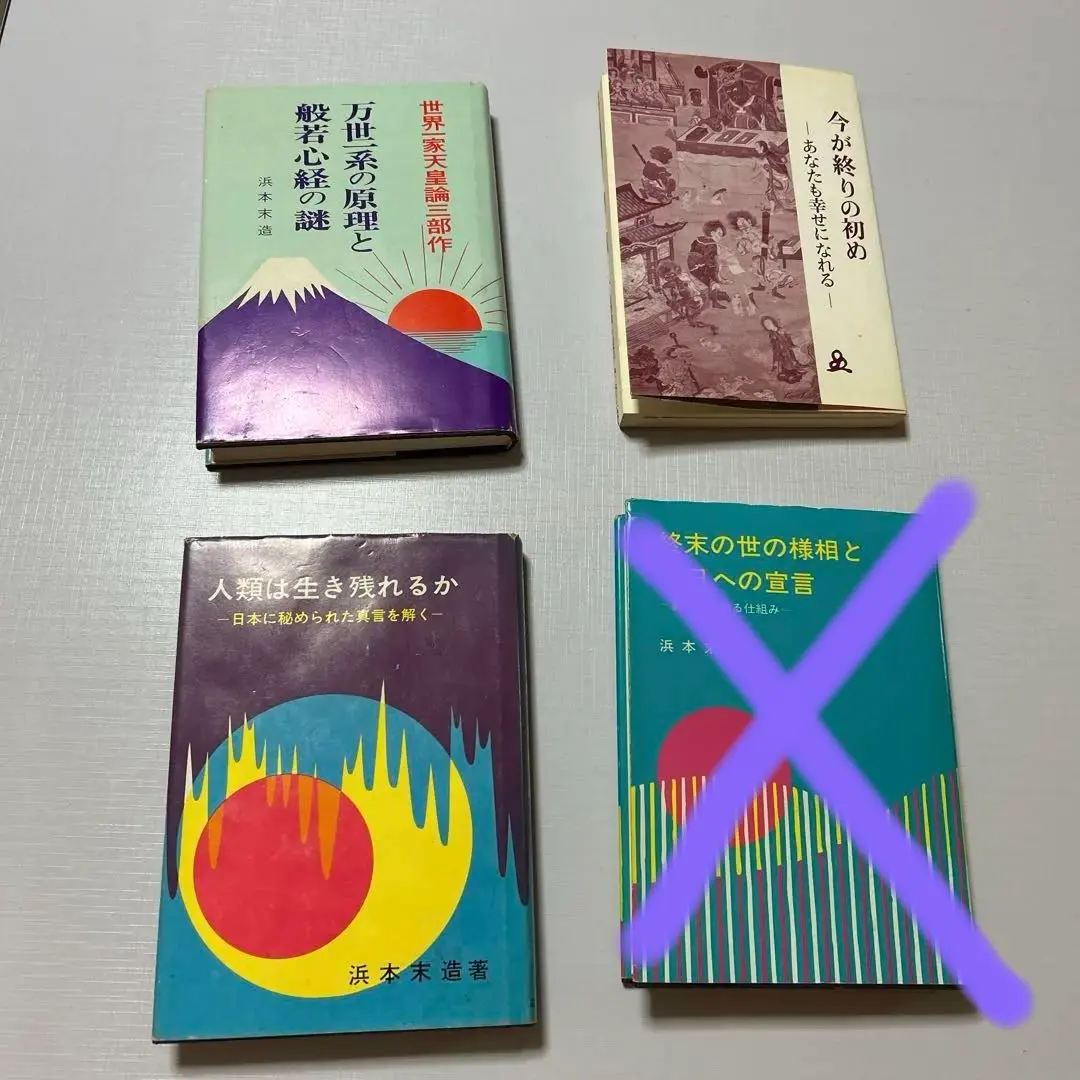 世界一家天皇論三部作
万世一系の原理と
般若心経の謎
浜本末造
今が終りの初め
―あなたも幸せになれる―
人類は生き残れるか
―日本に秘められた真言を解く―
浜本末造著
終末の世の様相と
への宣言
る仕組み―
浜本